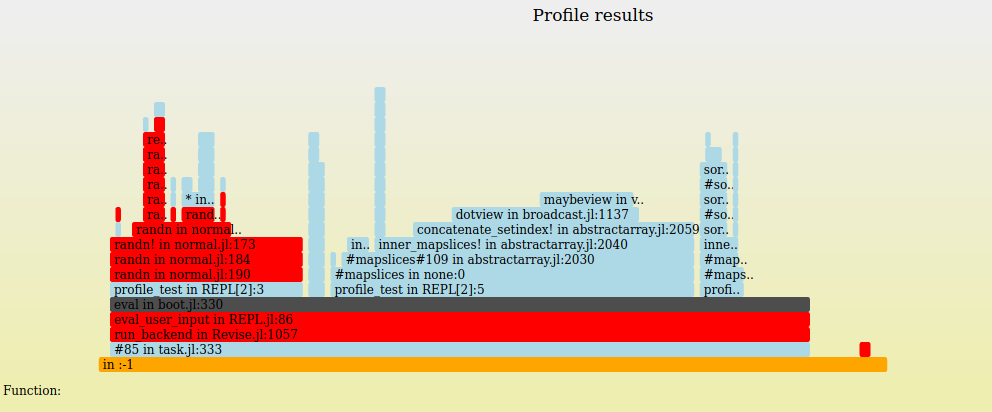 Profile results
re..
ra..
ra..
sor..
ra..
#so..
ra..
* in..
maybeview in v..
sor..
ra..
rand..
dotview in broadcast.jl:1137
#so..
randn in normal..
concatenate_setindex! in abstractarray.jl:2059
sor..
randn! in normal.jl:173
in..
inner_mapslices! in abstractarray.jl:2040
inne..
randn in normal.jl:184
#mapslices#109 in abstractarray.jl:2030
#map..
randn in normal.jl:190
#mapslices in none:0
#maps..
profile_test in REPL[2]:3
profile_test in REPL[2]:5
profi..
eval in boot.jl:330
eval_user_input in REPL.jl:86
run_backend in Revise.jl:1057
#85 in task.jl:333
in :-1
Function: